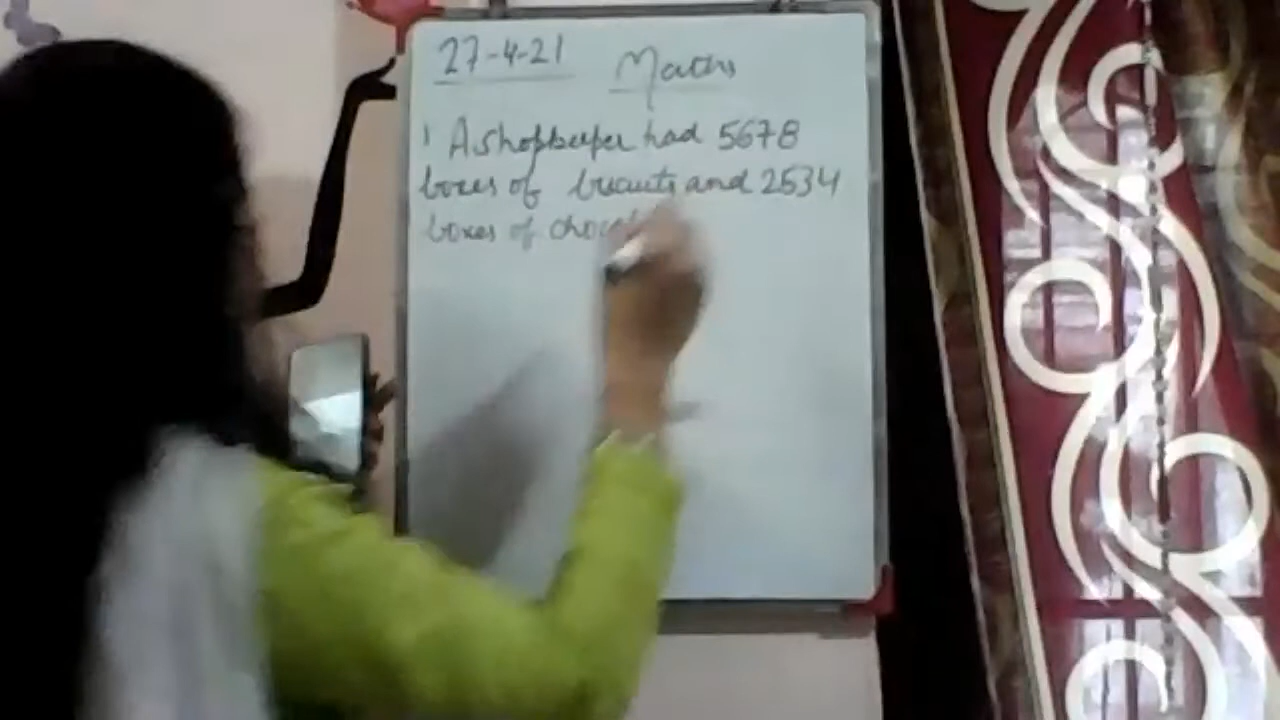 27-4-21 Maths
1 A shopkeeper had 5678
boxes of biscuits and 2534
boxes of